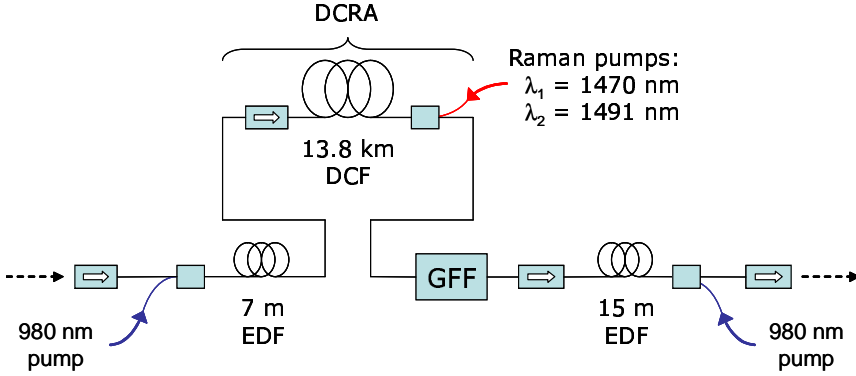 DCRA
Raman pumps:
λ1 = 1470 nm
λ2 = 1491 nm
13.8 km
DCF
GFF
7 m
EDF
15 m
EDF
980 nm
pump
980 nm
pump